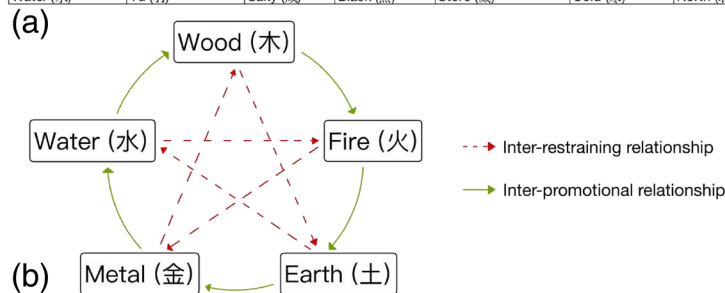 (a)
Wood (木)
Water (水)
Fire (火)
Inter-restraining relationship
Inter-promotional relationship
(b)
Metal (金)
Earth (土)